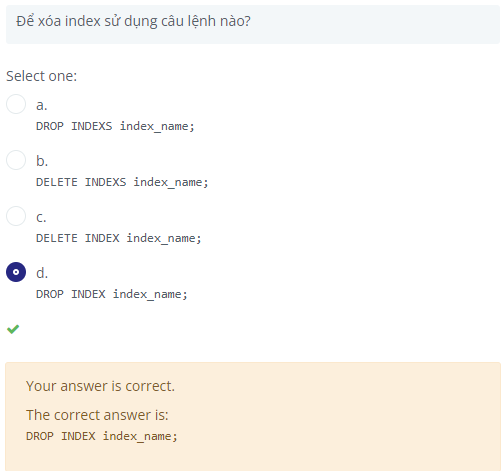 Để xóa index sử dụng câu lệnh nào?
Select one:
a.
DROP INDEXS index_name;
b.
DELETE INDEXS index_name;
c.
DELETE INDEX index_name;
d.
DROP INDEX index_name;
Your answer is correct.
The correct answer is:
DROP INDEX index_name;